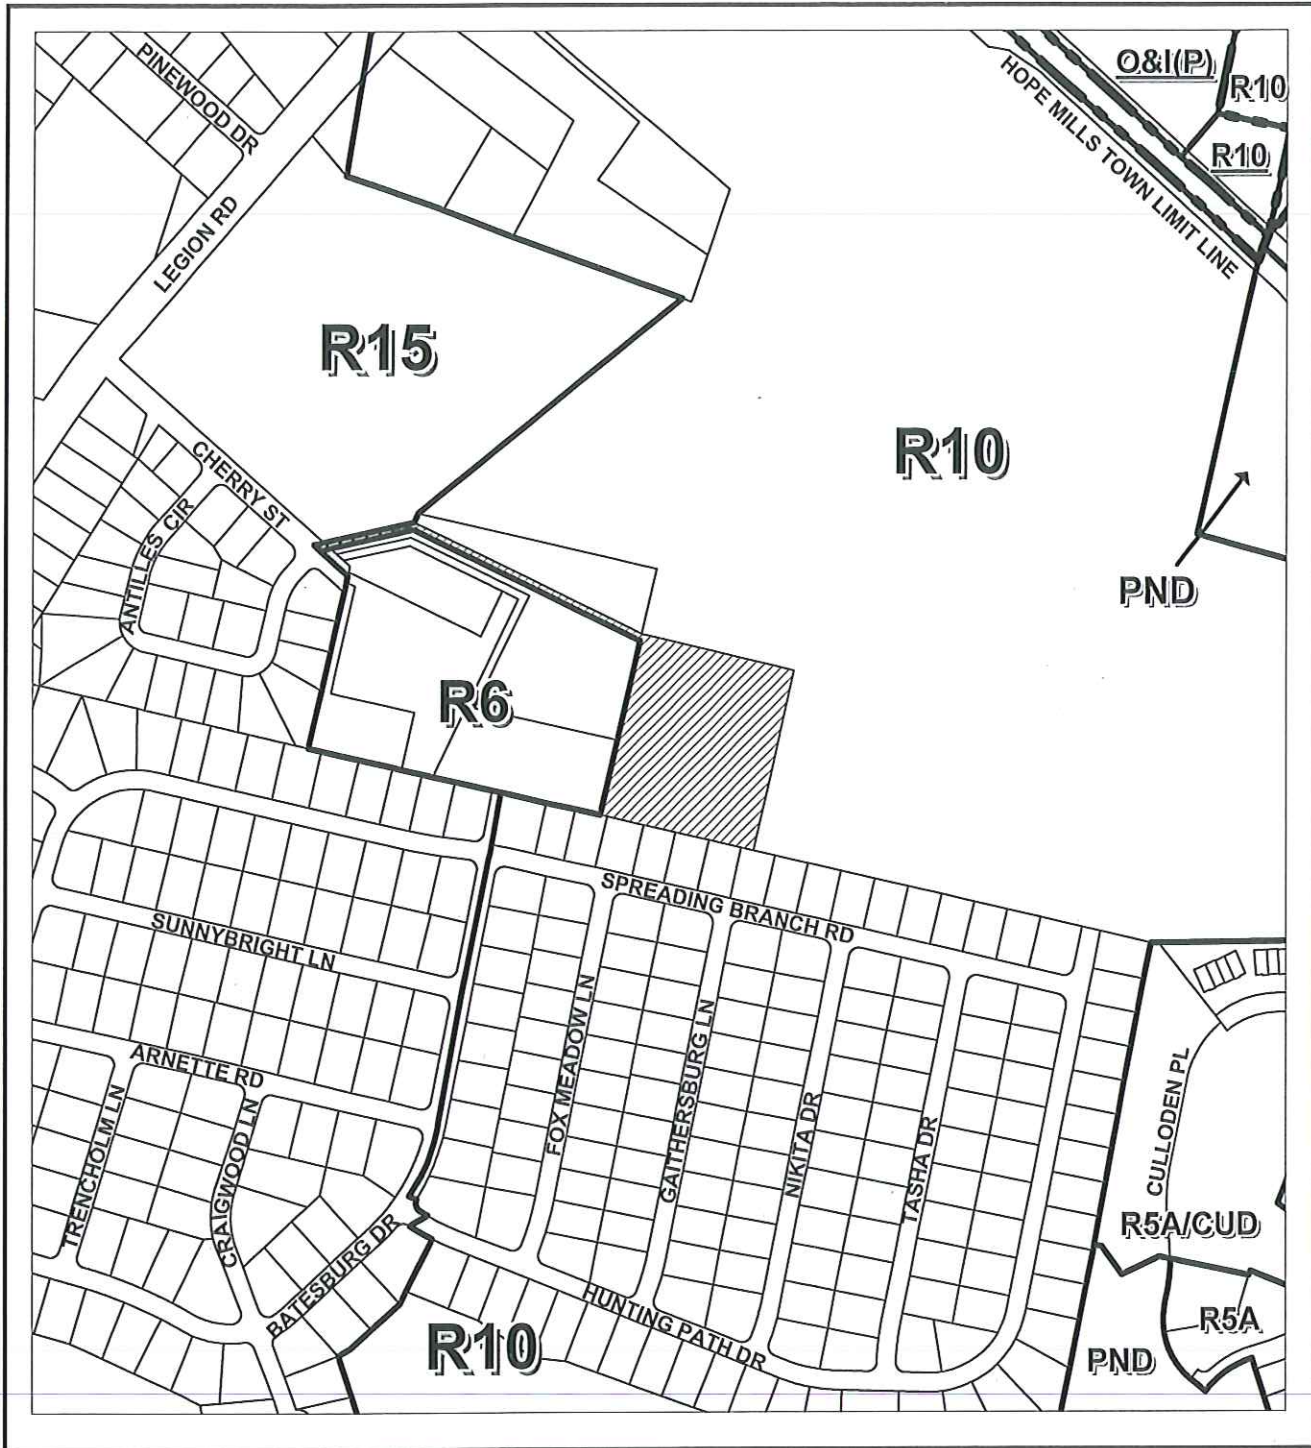 PINEWOOD DR
O&I(P)
R10
HOPE MILLS TOWN LIMIT LINE
R10
LEGION RD
R15
R10
CHERRY ST
ANTILLES CIR
PND
R6
SPREADING BRANCH RD
SUNNYBRIGHT LN
FOX MEADOW LN
GAITHERSBURG LN
ARNETTE RD
TRENCHOLM LN
CRAIGWOOD LN
NIKITA DR
TASHA DR
CULLODEN PL
R5A/CUD
BATESBURG DR
HUNTING PATH DR
R10
R5A
PND